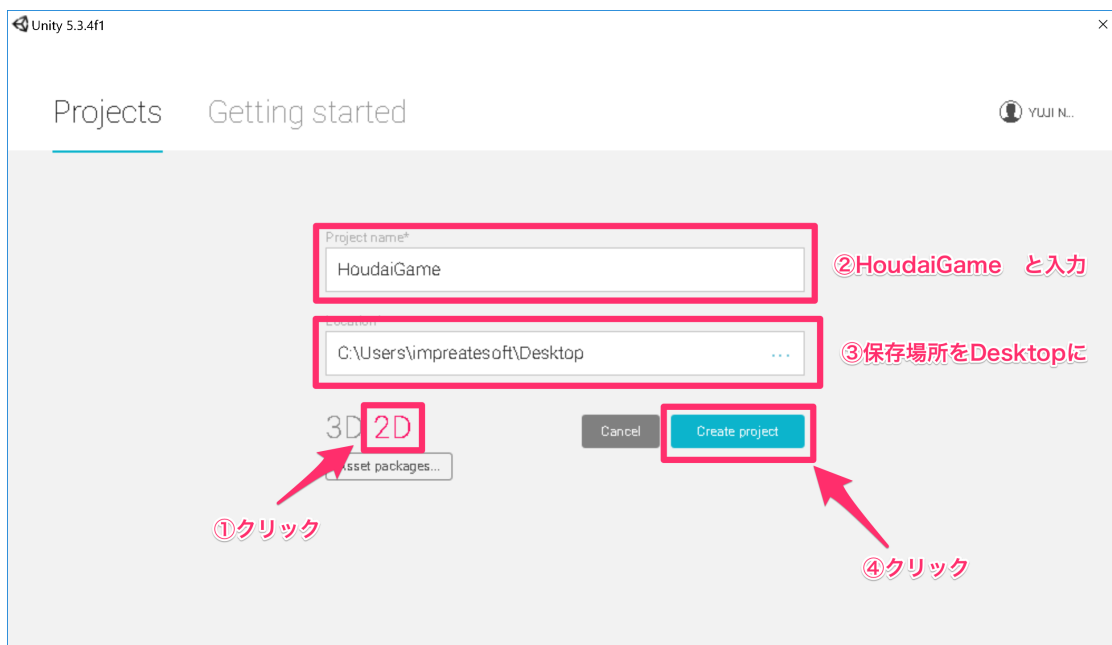 Unity 5.3.4f1
Projects Getting started
YUJI N...
Project name*
HoudaiGame
②HoudaiGame　と入力
Location
C:\Users\impreatesoft\Desktop ...
③保存場所をDesktopに
3D 2D
Cancel Create project
Asset packages...
①クリック
④クリック